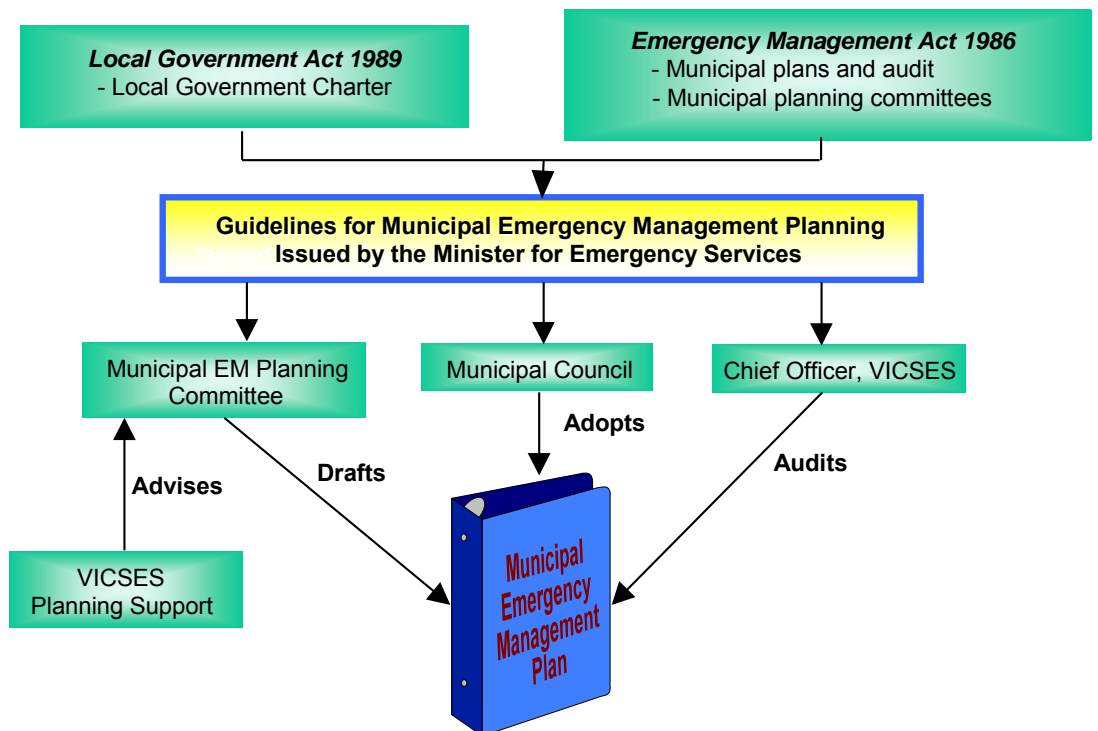 Local Government Act 1989
- Local Government Charter
Emergency Management Act 1986
- Municipal plans and audit
- Municipal planning committees
Guidelines for Municipal Emergency Management Planning
Issued by the Minister for Emergency Services
Municipal EM Planning
Committee
Municipal Council
Chief Officer, VICSES
Adopts
Audits
Drafts
Advises
VICSES
Planning Support
Municipal
Emergency
Management
Plan